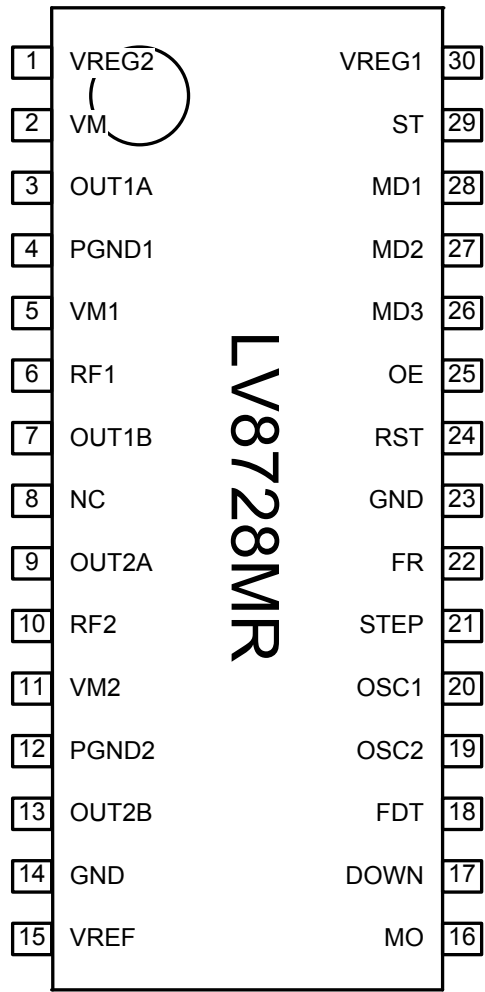 1 VREG2 VREG1 30
2 VM ST 29
3 OUT1A MD1 28
4 PGND1 MD2 27
5 VM1 MD3 26
6 RF1 OE 25
7 OUT1B RST 24
8 NC GND 23
9 OUT2A FR 22
10 RF2 STEP 21
11 VM2 OSC1 20
12 PGND2 OSC2 19
13 OUT2B FDT 18
14 GND DOWN 17
15 VREF MO 16
LV8728MR